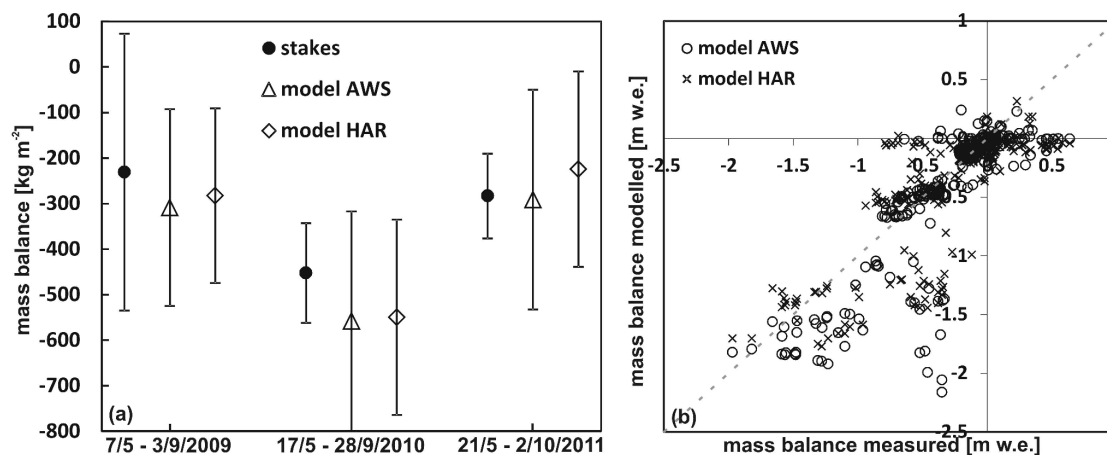 100
0
-100
-200
-300
-400
-500
-600
-700
-800
mass balance [kg m-2]
stakes
model AWS
model HAR
(a)
7/5 - 3/9/2009
17/5 - 28/9/2010
21/5 - 2/10/2011
1
0.5
-2.5
-2
-1.5
-1
-0.5
0
0.5
-0.5
-1
-1.5
-2
-2.5
model AWS
model HAR
mass balance modelled [m w.e.]
(b)
mass balance measured [m w.e.]